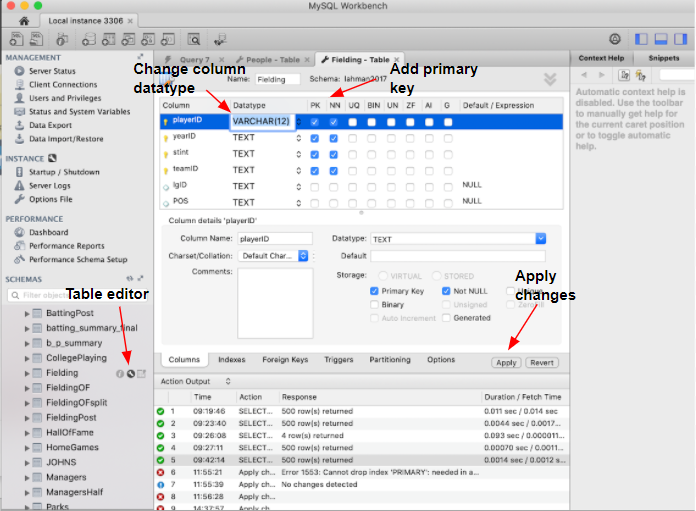 MySQL Workbench
Local instance 3306
MANAGEMENT
Server Status
Client Connections
Users and Privileges
Status and System Variables
Data Export
Data Import/Restore
INSTANCE
Startup / Shutdown
Server Logs
Options File
PERFORMANCE
Dashboard
Performance Reports
Performance Schema Setup
SCHEMAS
Filter objects
Table editor
BattingPost
batting_summary_final
b_p_summary
CollegePlaying
Fielding
FieldingOF
FieldingOFsplit
FieldingPost
HallOfFame
HomeGames
JOHNS
Managers
ManagersHalf
Parks
Query 7
People - Table
Fielding - Table
Change column
datatype
Add primary
key
Name: Fielding Schema: lahman2017
Column Datatype PK NN UQ BIN UN ZF AI G Default / Expression
playerID VARCHAR(12)
yearID TEXT
stint TEXT
teamID TEXT
lgID TEXT NULL
POS TEXT NULL
Column details 'playerID'
Column Name: playerID Datatype: TEXT
Charset/Collation: Default Char... Default
Comments: Storage: VIRTUAL STORED
Primary Key Not NULL Unique
Binary Unsigned Zero Fill
Auto Increment Generated
Apply
changes
Columns Indexes Foreign Keys Triggers Partitioning Options Apply Revert
Action Output
Time Action Response Duration / Fetch Time
1 09:19:46 SELECT... 500 row(s) returned 0.011 sec / 0.014 sec
2 09:23:40 SELECT... 500 row(s) returned 0.0044 sec / 0.0017...
3 09:26:08 SELECT... 4 row(s) returned 0.093 sec / 0.000011...
4 09:27:11 SELECT... 500 row(s) returned 0.00070 sec / 0.0011...
5 09:42:14 SELECT... 500 row(s) returned 0.0014 sec / 0.0012 s...
6 11:55:21 Apply ch... Error 1553: Cannot drop index 'PRIMARY': needed in a...
7 11:55:39 Apply ch... No changes detected
8 11:56:28 Apply ch...
9 14:37:57 Apply ch...
Context Help
Snippets
Automatic context help is
disabled. Use the toolbar
to manually get help for
the current caret position
or to toggle automatic
help.